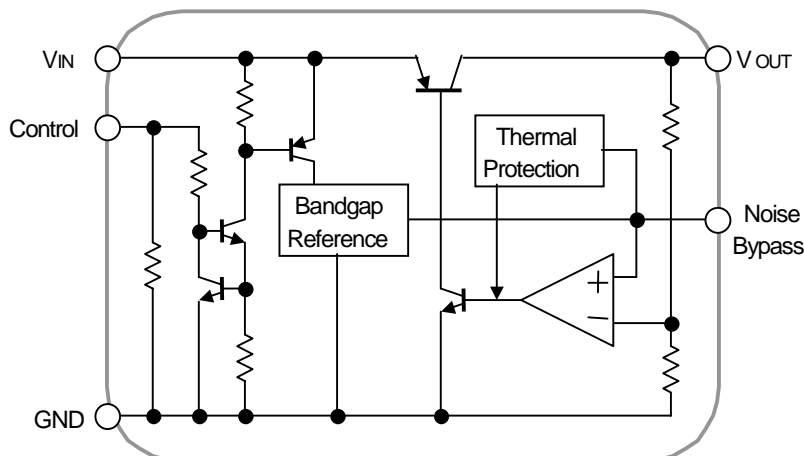 VIN
V OUT
Control
Thermal
Protection
Bandgap
Reference
Noise
Bypass
+
−
GND